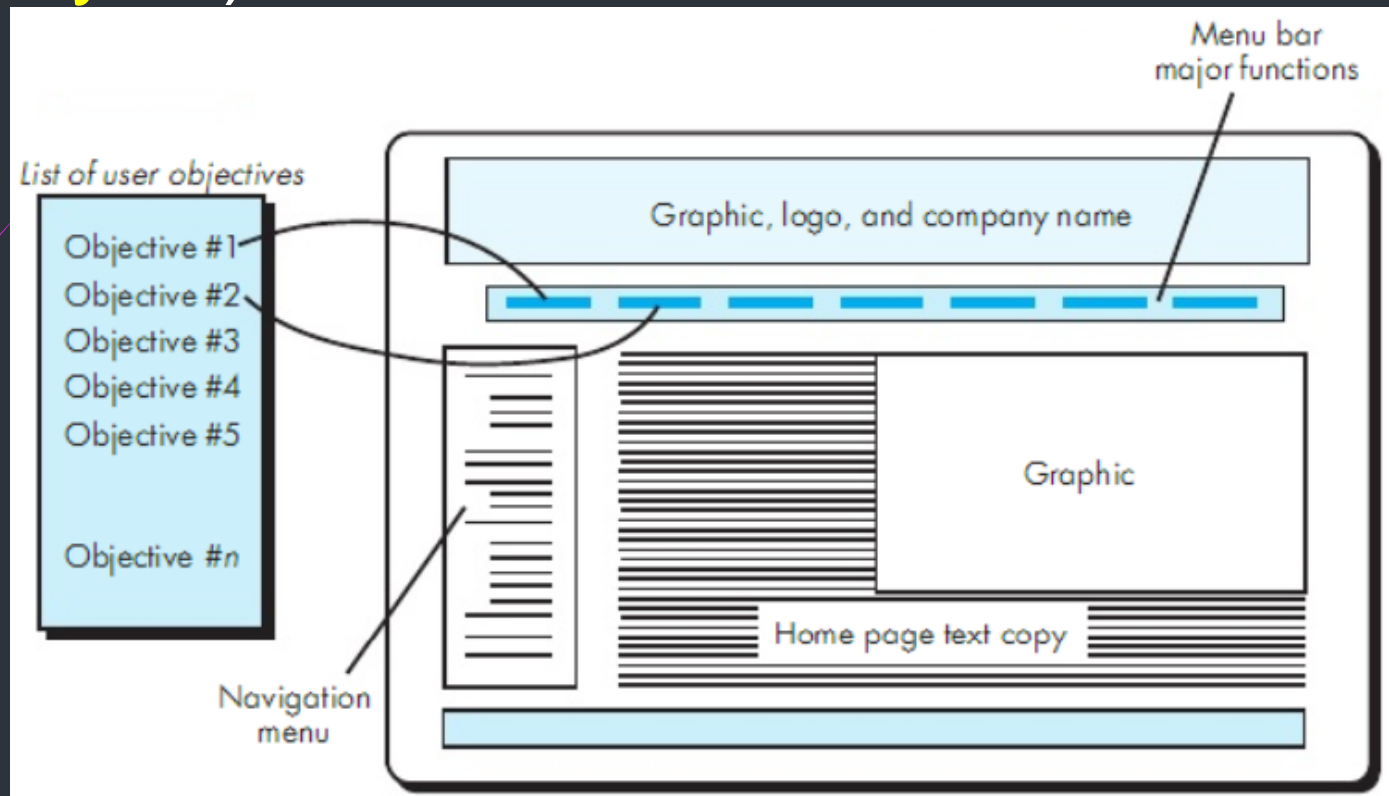 Menu bar
major functions
List of user objectives
Objective #1
Objective #2
Objective #3
Objective #4
Objective #5
Objective #n
Graphic, logo, and company name
Graphic
Home page text copy
Navigation
menu